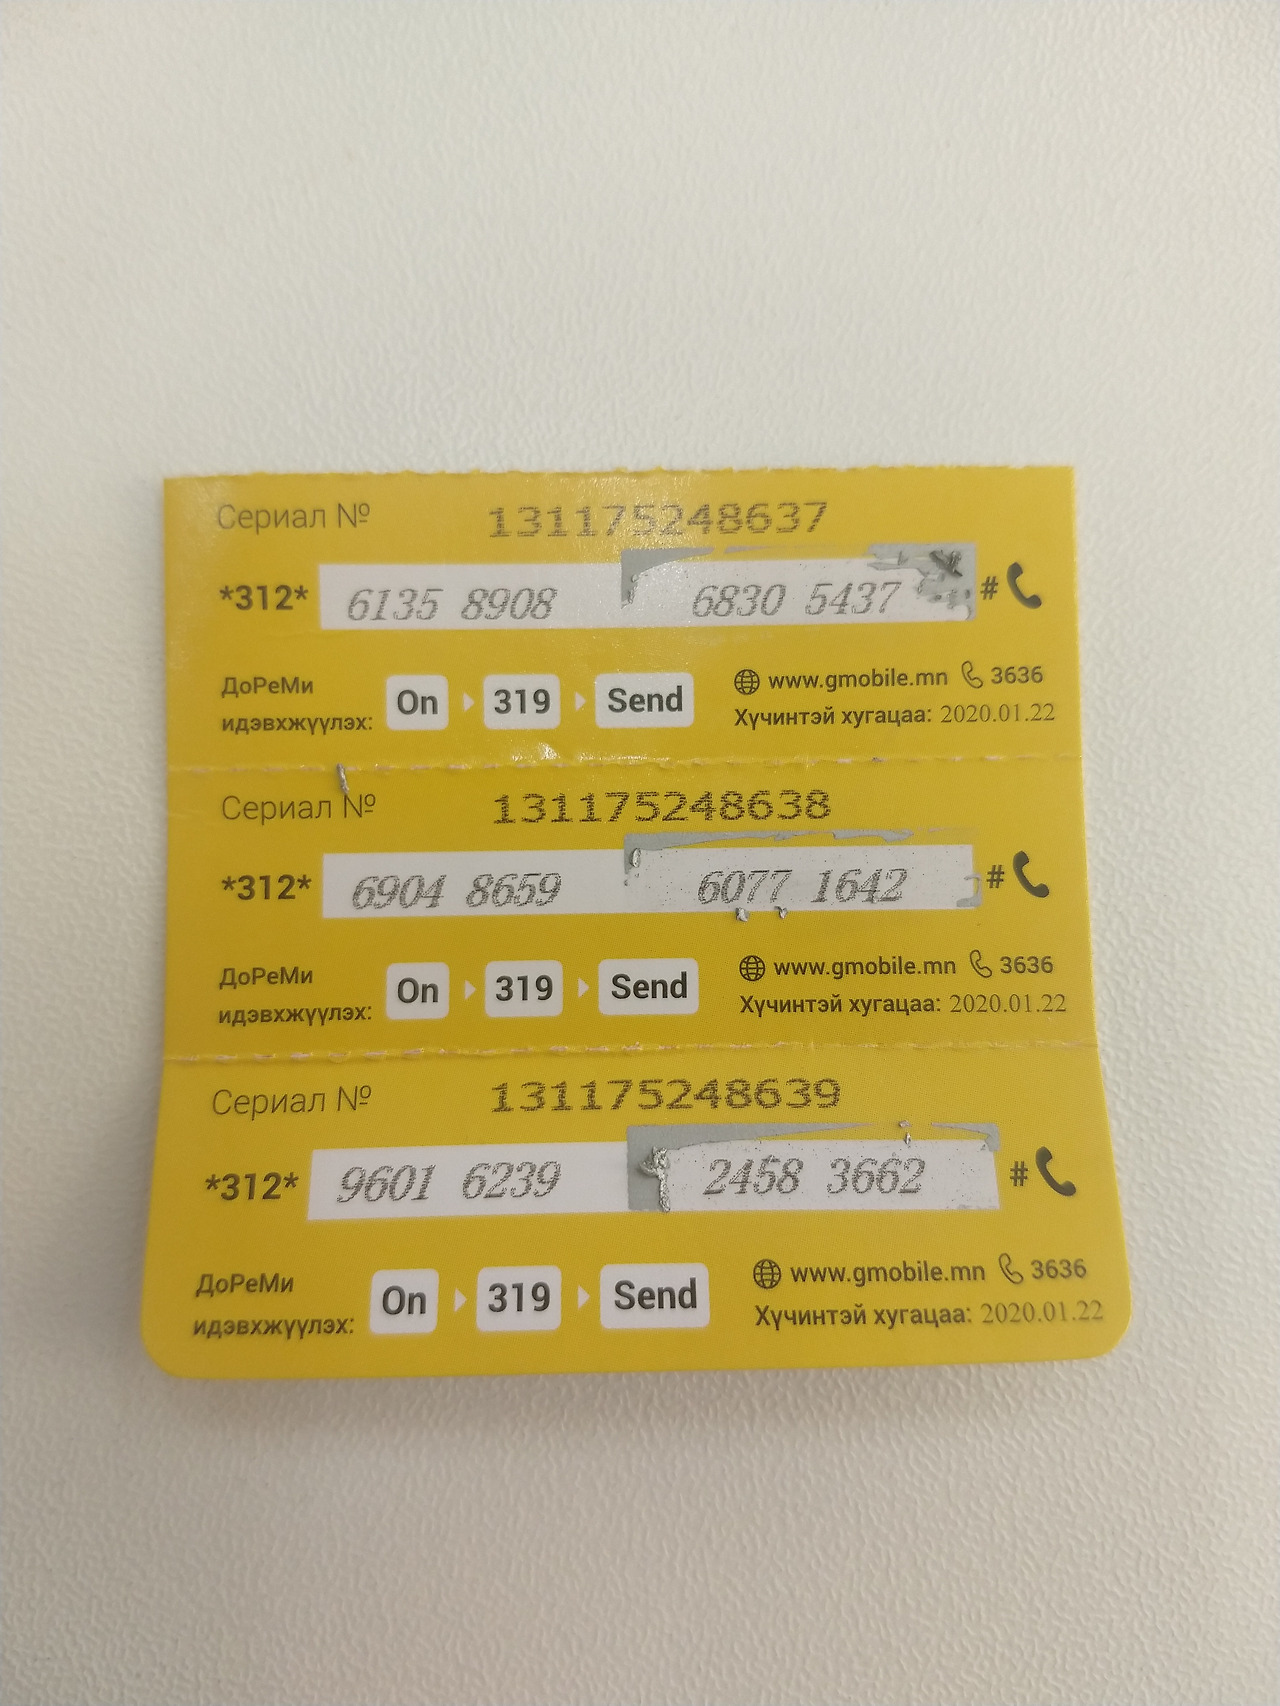 Сериал № 131175248637
*312* 6135 8908 6830 5437 #
ДоРеМи
идэвхжүүлэх: On 319 Send
www.gmobile.mn 3636
Хүчинтэй хугацаа: 2020.01.22
Сериал № 131175248638
*312* 6904 8659 6077 1642 #
ДоРеМи
идэвхжүүлэх: On 319 Send
www.gmobile.mn 3636
Хүчинтэй хугацаа: 2020.01.22
Сериал № 131175248639
*312* 9601 6239 2458 3662 #
ДоРеМи
идэвхжүүлэх: On 319 Send
www.gmobile.mn 3636
Хүчинтэй хугацаа: 2020.01.22